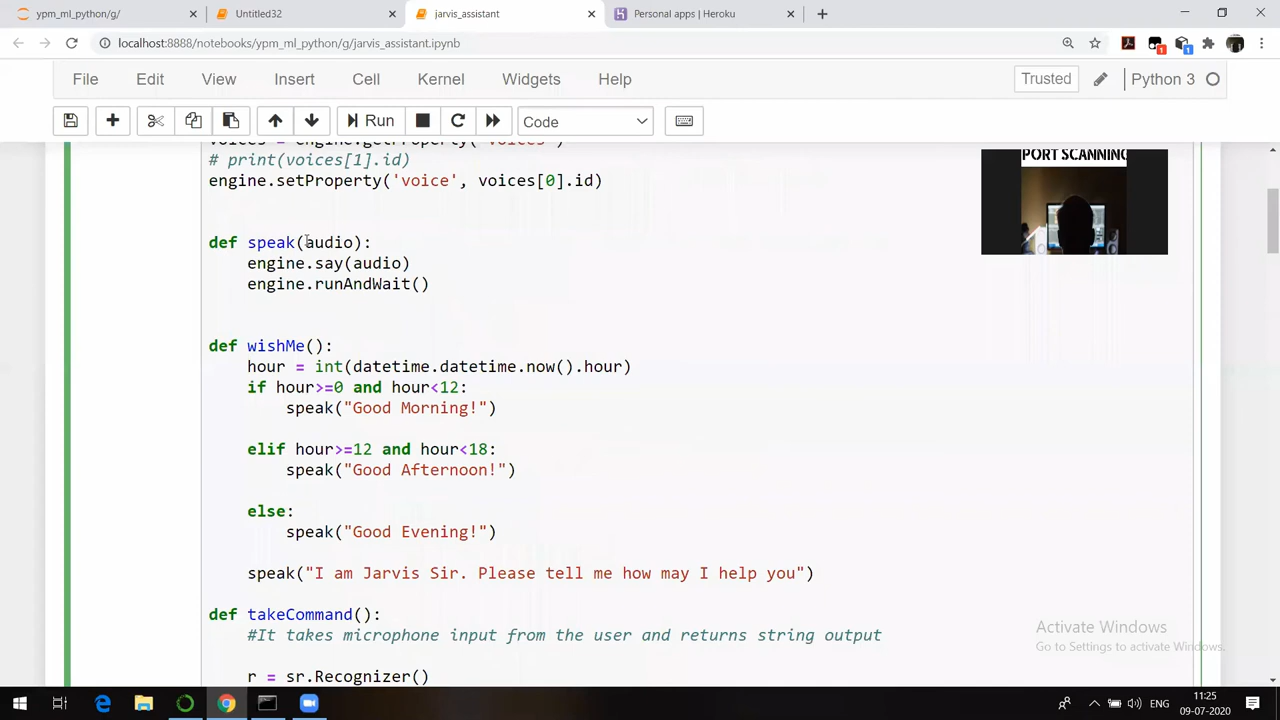 ypm_ml_python/g/
Untitled32
jarvis_assistant
Personal apps | Heroku
localhost:8888/notebooks/ypm_ml_python/g/jarvis_assistant.ipynb
File Edit View Insert Cell Kernel Widgets Help
Trusted
Python 3
Run
Code
voices = engine.getProperty('voices')
# print(voices[1].id)
engine.setProperty('voice', voices[0].id)
PORT SCANNING
def speak(audio):
engine.say(audio)
engine.runAndWait()
def wishMe():
hour = int(datetime.datetime.now().hour)
if hour>=0 and hour<12:
speak("Good Morning!")
elif hour>=12 and hour<18:
speak("Good Afternoon!")
else:
speak("Good Evening!")
speak("I am Jarvis Sir. Please tell me how may I help you")
def takeCommand():
#It takes microphone input from the user and returns string output
r = sr.Recognizer()
Activate Windows
Go to Settings to activate Windows.
1
1
ENG
11:25
09-07-2020